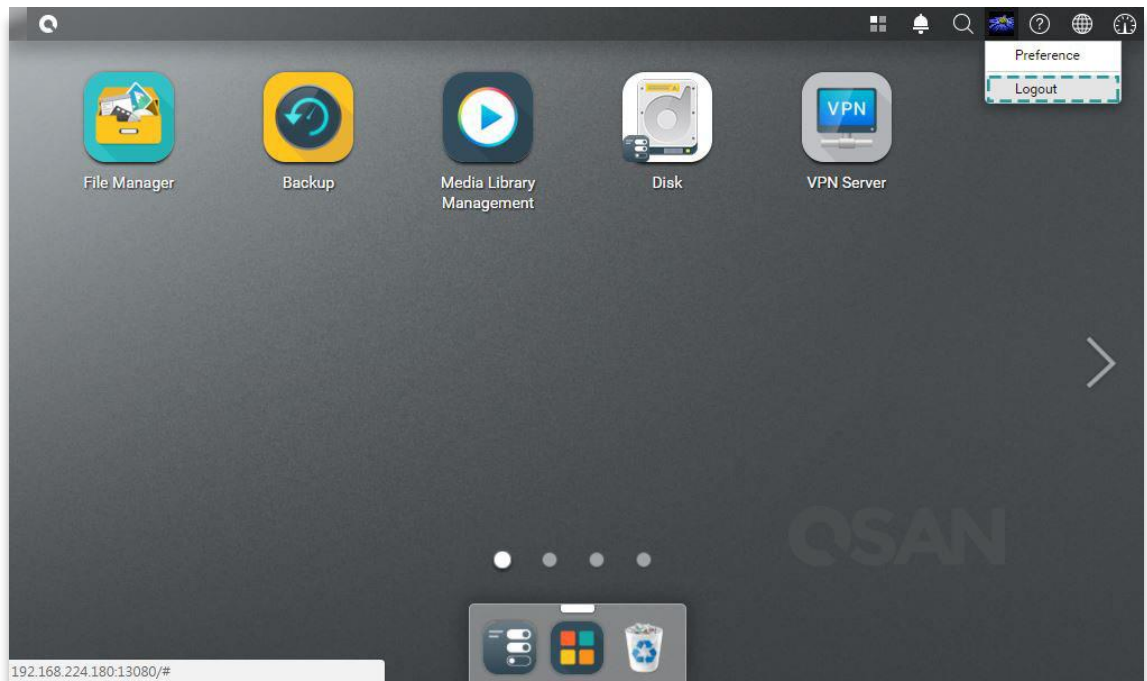 Preference
Logout
VPN
File Manager
Backup
Media Library
Management
Disk
VPN Server
QSAN
192.168.224.180:13080/#